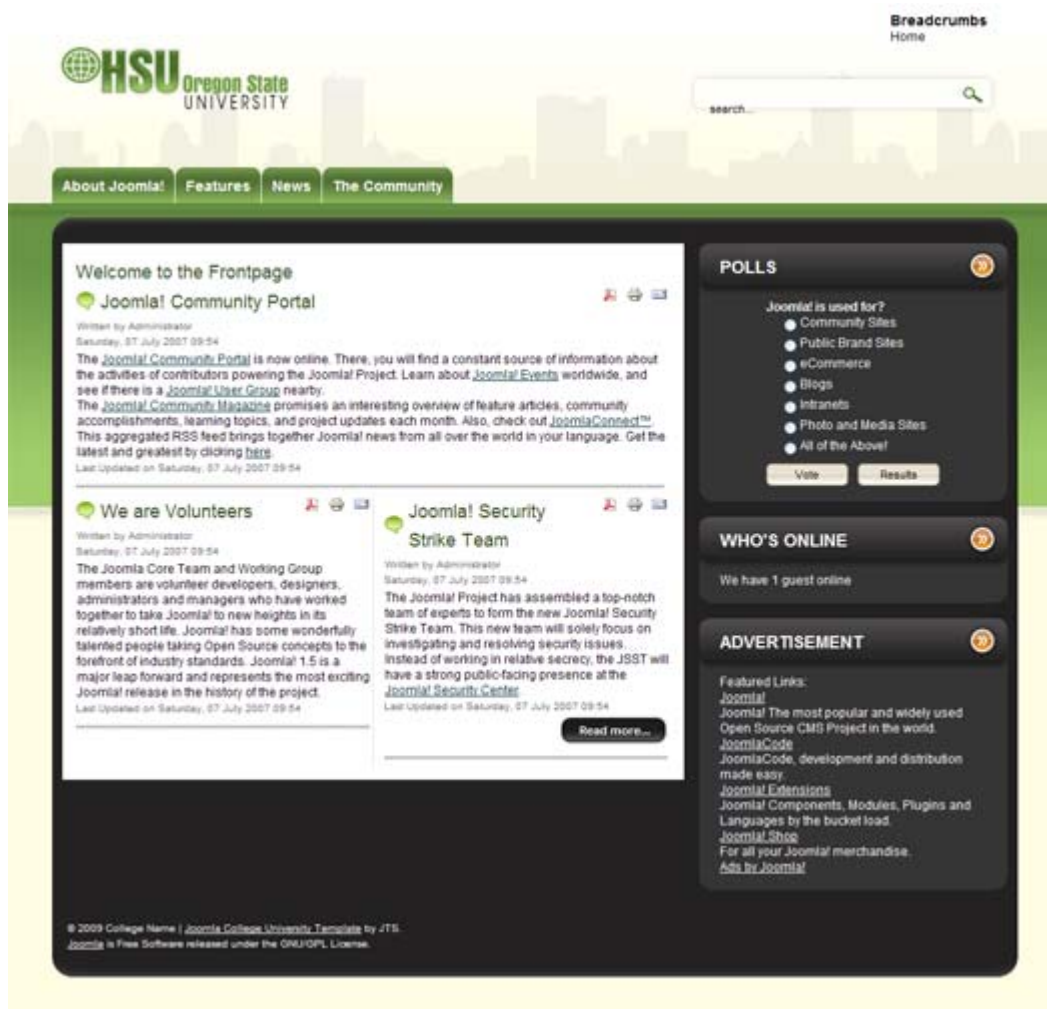 Breadcrumbs
Home
HSU Oregon State
UNIVERSITY
search...
About Joomla! Features News The Community
Welcome to the Frontpage
Joomla! Community Portal
Written by Administrator
Saturday, 07 July 2007 09:54
The Joomla! Community Portal is now online. There, you will find a constant source of information about
the activities of contributors powering the Joomla! Project. Learn about Joomla! Events worldwide, and
see if there is a Joomla! User Group nearby.
The Joomla! Community Magazine promises an interesting overview of feature articles, community
accomplishments, learning topics, and project updates each month. Also, check out JoomlaConnect™.
This aggregated RSS feed brings together Joomla! news from all over the world in your language. Get the
latest and greatest by clicking here.
Last Updated on Saturday, 07 July 2007 09:54
We are Volunteers
Written by Administrator
Saturday, 07 July 2007 09:54
The Joomla Core Team and Working Group
members are volunteer developers, designers,
administrators and managers who have worked
together to take Joomla! to new heights in its
relatively short life. Joomla! has some wonderfully
talented people taking Open Source concepts to the
forefront of industry standards. Joomla! 1.5 is a
major leap forward and represents the most exciting
Joomla! release in the history of the project.
Last Updated on Saturday, 07 July 2007 09:54
Joomla! Security
Strike Team
Written by Administrator
Saturday, 07 July 2007 09:54
The Joomla! Project has assembled a top-notch
team of experts to form the new Joomla! Security
Strike Team. This new team will solely focus on
investigating and resolving security issues.
Instead of working in relative secrecy, the JSST will
have a strong public-facing presence at the
Joomla! Security Center.
Last Updated on Saturday, 07 July 2007 09:54
Read more...
POLLS
Joomla! is used for?
Community Sites
Public Brand Sites
eCommerce
Blogs
Intranets
Photo and Media Sites
All of the Above!
Vote Results
WHO'S ONLINE
We have 1 guest online
ADVERTISEMENT
Featured Links:
Joomla!
Joomla! The most popular and widely used
Open Source CMS Project in the world.
JoomlaCode
JoomlaCode, development and distribution
made easy.
Joomla! Extensions
Joomla! Components, Modules, Plugins and
Languages by the bucket load.
Joomla! Shop
For all your Joomla! merchandise.
Ads by Joomla!
© 2009 College Name | Joomla College University Template by JTS.
Joomla is Free Software released under the GNU/GPL License.